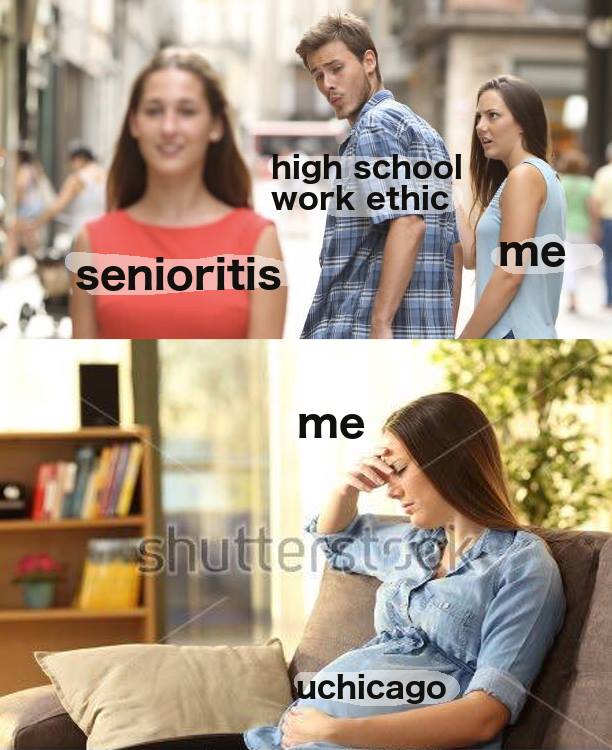 high school
work ethic
me
senioritis
me
shutterstock
uchicago